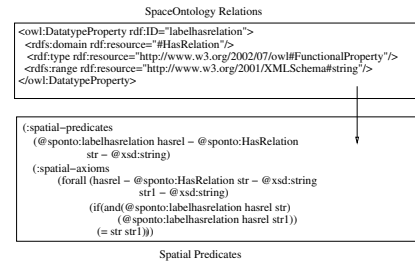 SpaceOntology Relations
<owl:DatatypeProperty rdf:ID="labelhasrelation">
<rdfs:domain rdf:resource="#HasRelation"/>
<rdf:type rdf:resource="http://www.w3.org/2002/07/owl#FunctionalProperty"/>
<rdfs:range rdf:resource="http://www.w3.org/2001/XMLSchema#string"/>
</owl:DatatypeProperty>
(:spatial-predicates
(@sponto:labelhasrelation hasrel - @sponto:HasRelation
str - @xsd:string)
(:spatial-axioms
(forall (hasrel - @sponto:HasRelation str - @xsd:string
str1 - @xsd:string)
(if(and(@sponto:labelhasrelation hasrel str)
(@sponto:labelhasrelation hasrel str1))
(= str str1)))
Spatial Predicates